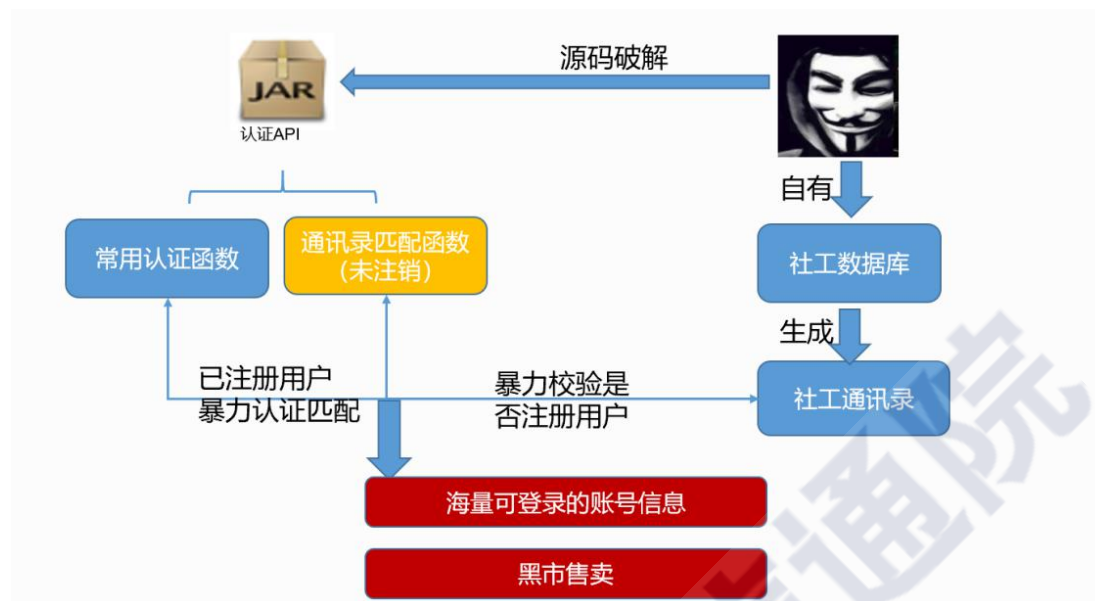 源码破解
JAR
认证API
自有
常用认证函数
通讯录匹配函数
（未注销）
社工数据库
生成
已注册用户
暴力认证匹配
暴力校验是
否注册用户
社工通讯录
海量可登录的账号信息
黑市售卖
信通院